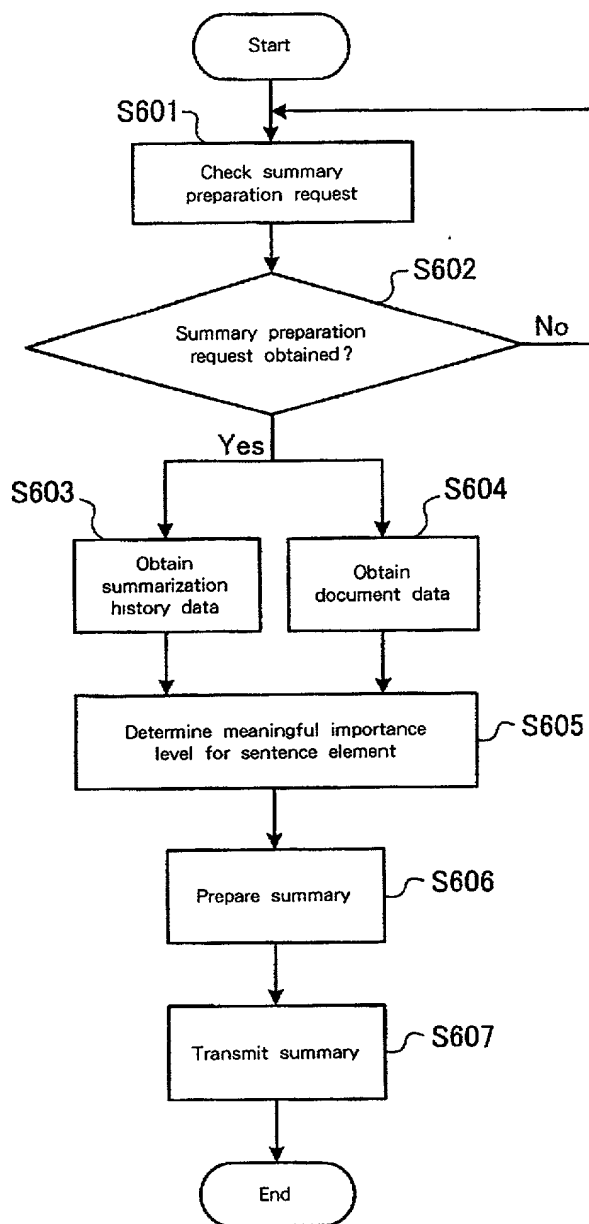 Start
S601
Check summary
preparation request
S602
Summary preparation
request obtained?
No
Yes
S603
S604
Obtain
summarization
history data
Obtain
document data
Determine meaningful importance
level for sentence element
S605
Prepare summary
S606
Transmit summary
S607
End